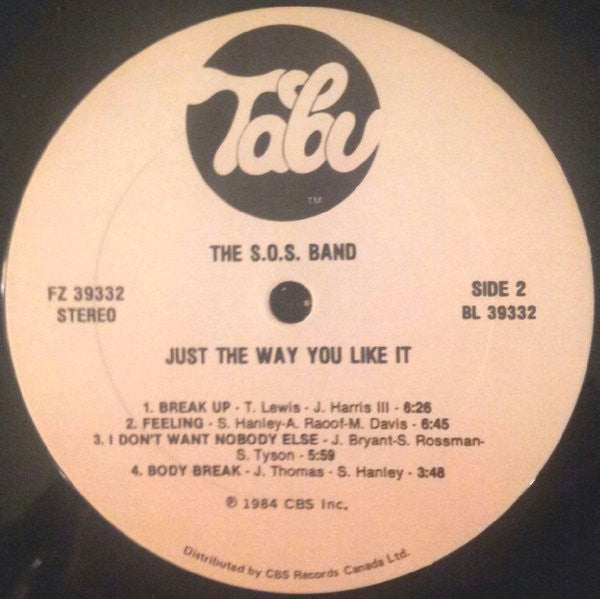 Tabu
TM
THE S.O.S. BAND
FZ 39332
STEREO
SIDE 2
BL 39332
JUST THE WAY YOU LIKE IT
1. BREAK UP - T. Lewis - J. Harris III - 6:26
2. FEELING - S. Hanley-A. Raoof-M. Davis - 6:45
3. I DON'T WANT NOBODY ELSE - J. Bryant-S. Rossman-
S. Tyson - 5:59
4. BODY BREAK - J. Thomas - S. Hanley - 3:48
℗ 1984 CBS Inc.
Distributed by CBS Records Canada Ltd.